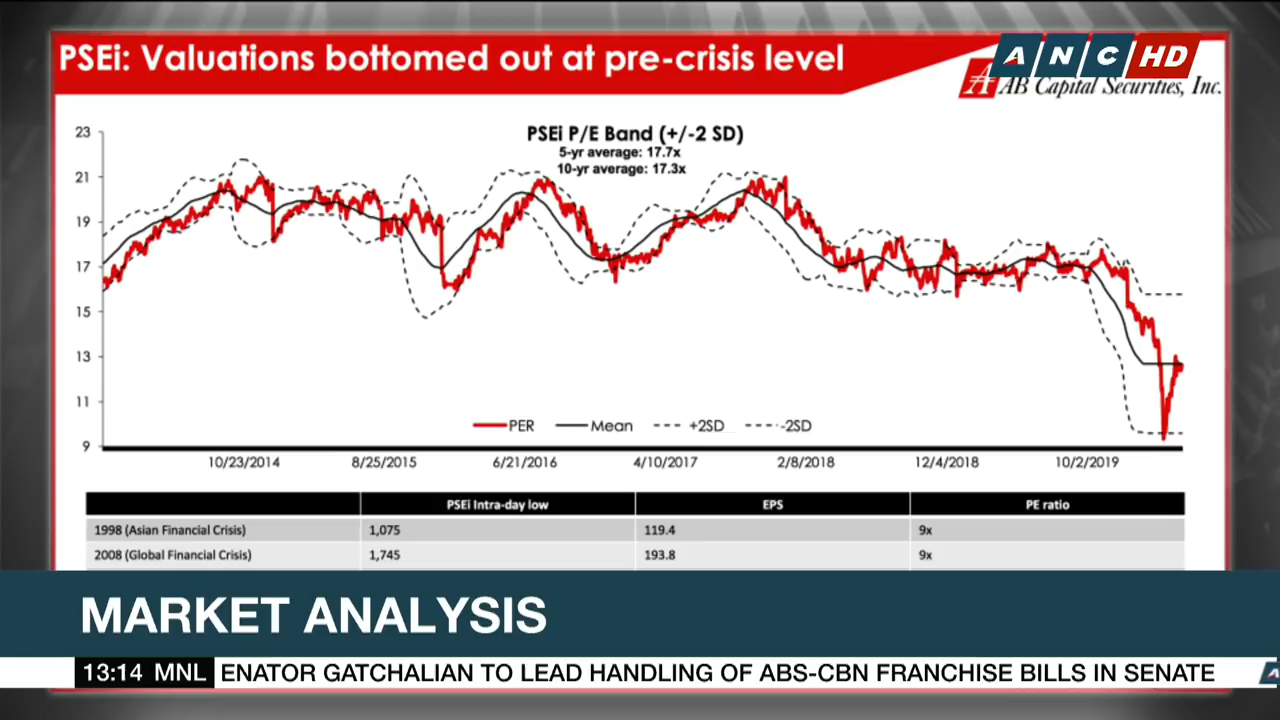 PSEi: Valuations bottomed out at pre-crisis level
ANC HD
AB Capital Securities, Inc.
PSEi P/E Band (+/-2 SD)
5-yr average: 17.7x
10-yr average: 17.3x
23
21
19
17
15
13
11
9
PER Mean +2SD -2SD
10/23/2014 8/25/2015 6/21/2016 4/10/2017 2/8/2018 12/4/2018 10/2/2019
PSEi Intra-day low EPS PE ratio
1998 (Asian Financial Crisis) 1,075 119.4 9x
2008 (Global Financial Crisis) 1,745 193.8 9x
MARKET ANALYSIS
13:14 MNL ENATOR GATCHALIAN TO LEAD HANDLING OF ABS-CBN FRANCHISE BILLS IN SENATE